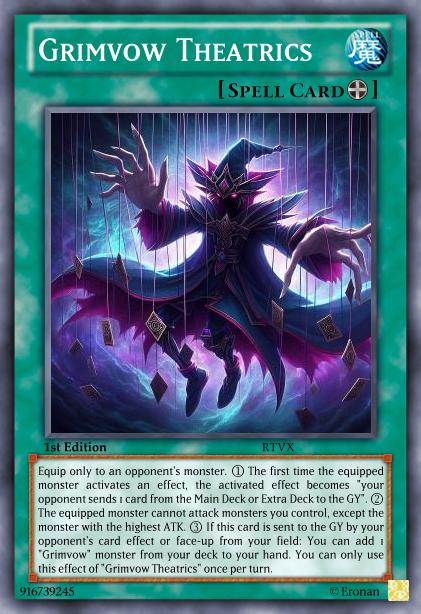 GRIMVOW THEATRICS
SPELL
魔
[SPELL CARD]
1st Edition RTVX
Equip only to an opponent's monster. ① The first time the equipped
monster activates an effect, the activated effect becomes "your
opponent sends 1 card from the Main Deck or Extra Deck to the GY". ②
The equipped monster cannot attack monsters you control, except the
monster with the highest ATK. ③ If this card is sent to the GY by your
opponent's card effect or face-up from your field: You can add 1
"Grimvow" monster from your deck to your hand. You can only use
this effect of "Grimvow Theatrics" once per turn.
916739245 © Eronan